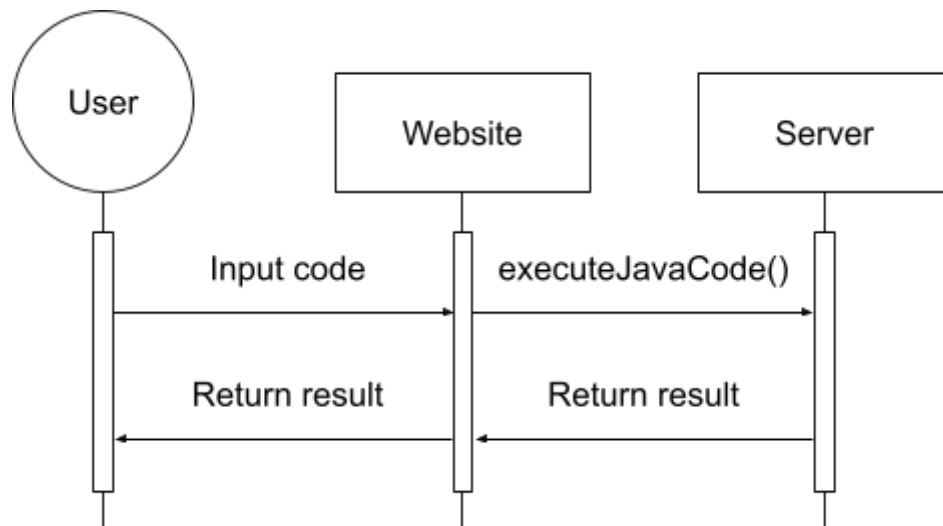 User
Website
Server
Input code
executeJavaCode()
Return result
Return result